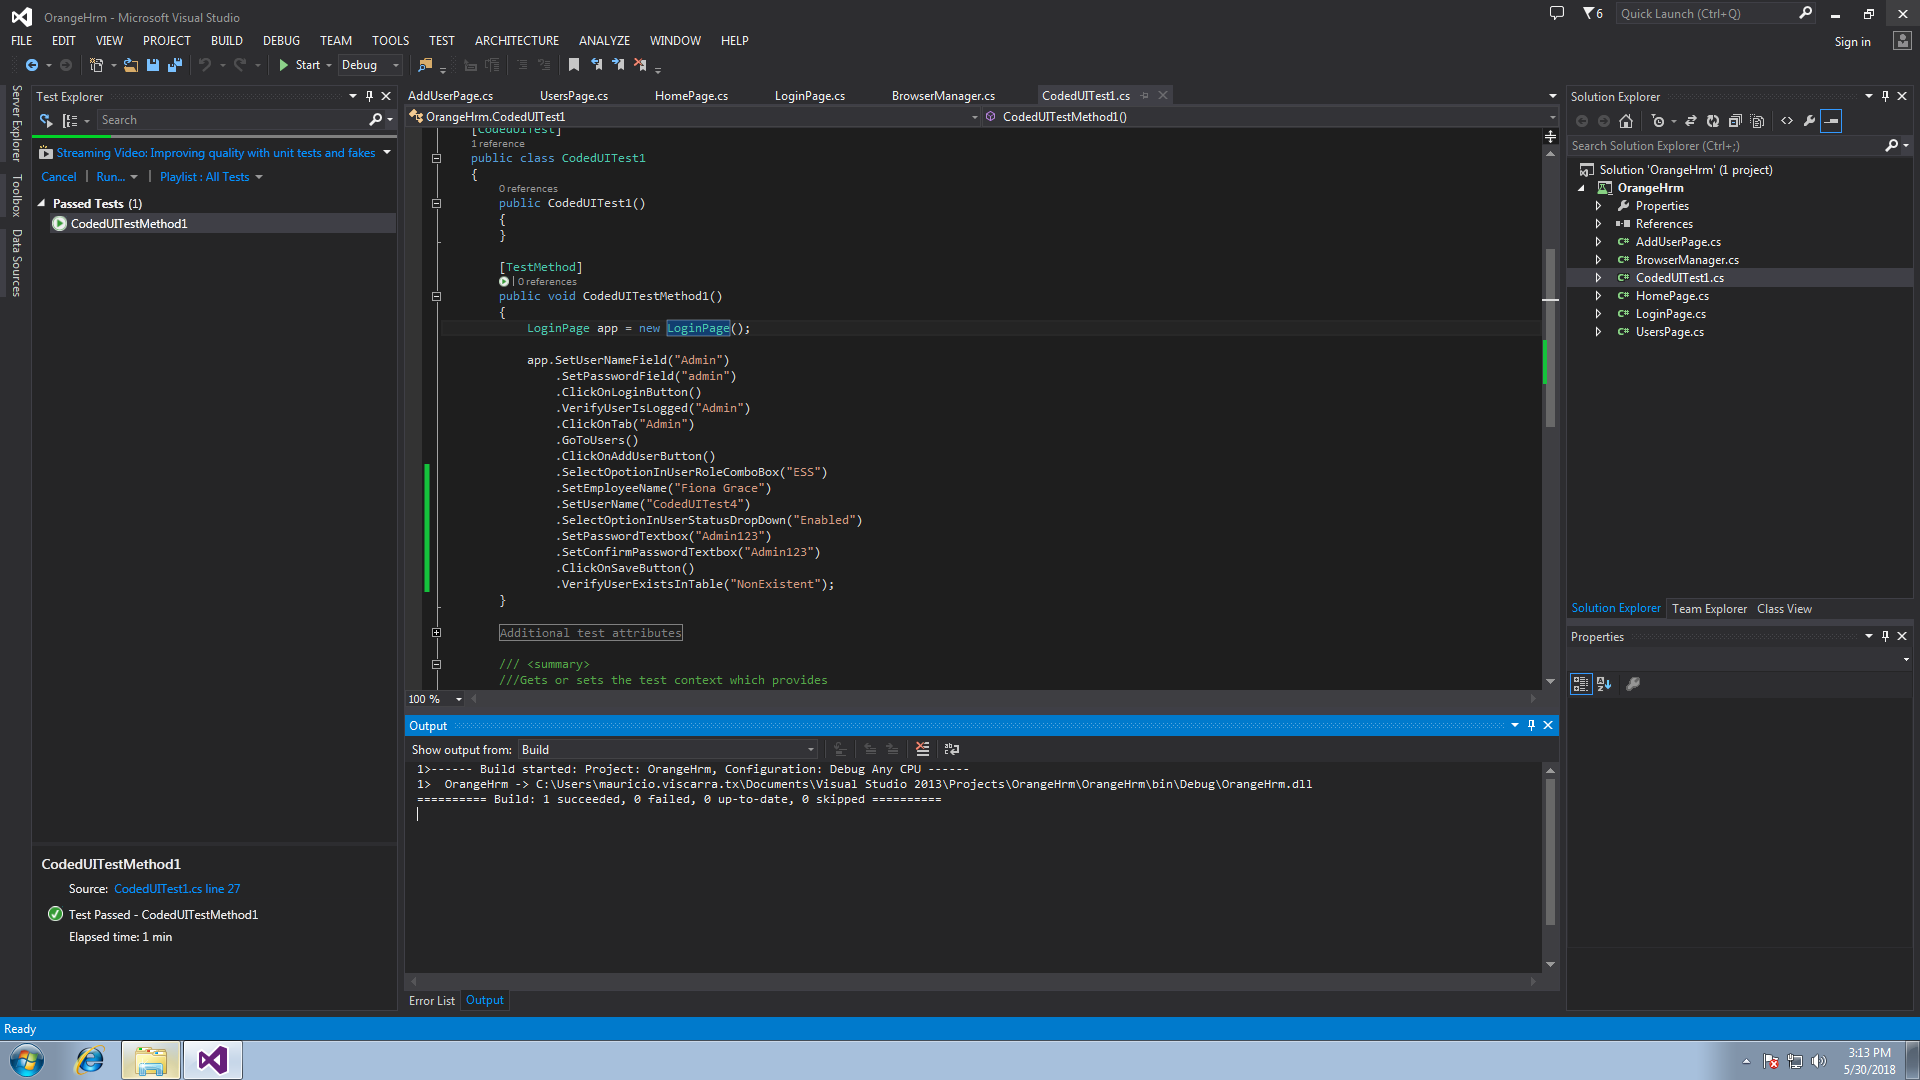 OrangeHrm - Microsoft Visual Studio
6
Quick Launch (Ctrl+Q)
FILE EDIT VIEW PROJECT BUILD DEBUG TEAM TOOLS TEST ARCHITECTURE ANALYZE WINDOW HELP
Sign in
Start
Debug
Server Explorer
Toolbox
Data Sources
Test Explorer
Search
Streaming Video: Improving quality with unit tests and fakes
Cancel | Run... | Playlist : All Tests
Passed Tests (1)
CodedUITestMethod1
CodedUITestMethod1
Source: CodedUITest1.cs line 27
Test Passed - CodedUITestMethod1
Elapsed time: 1 min
AddUserPage.cs UsersPage.cs HomePage.cs LoginPage.cs BrowserManager.cs CodedUITest1.cs
OrangeHrm.CodedUITest1
CodedUITestMethod1()
[CodedUITest]
1 reference
public class CodedUITest1
{
0 references
public CodedUITest1()
{
}
[TestMethod]
| 0 references
public void CodedUITestMethod1()
{
LoginPage app = new LoginPage();
app.SetUserNameField("Admin")
.SetPasswordField("admin")
.ClickOnLoginButton()
.VerifyUserIsLogged("Admin")
.ClickOnTab("Admin")
.GoToUsers()
.ClickOnAddUserButton()
.SelectOpotionInUserRoleComboBox("ESS")
.SetEmployeeName("Fiona Grace")
.SetUserName("CodedUITest4")
.SelectOptionInUserStatusDropDown("Enabled")
.SetPasswordTextbox("Admin123")
.SetConfirmPasswordTextbox("Admin123")
.ClickOnSaveButton()
.VerifyUserExistsInTable("NonExistent");
}
Additional test attributes
/// <summary>
///Gets or sets the test context which provides
100 %
Output
Show output from: Build
1>------ Build started: Project: OrangeHrm, Configuration: Debug Any CPU ------
1>  OrangeHrm -> C:\Users\mauricio.viscarra.tx\Documents\Visual Studio 2013\Projects\OrangeHrm\OrangeHrm\bin\Debug\OrangeHrm.dll
========== Build: 1 succeeded, 0 failed, 0 up-to-date, 0 skipped ==========
Error List Output
Solution Explorer
Search Solution Explorer (Ctrl+;)
Solution 'OrangeHrm' (1 project)
OrangeHrm
Properties
References
C# AddUserPage.cs
C# BrowserManager.cs
C# CodedUITest1.cs
C# HomePage.cs
C# LoginPage.cs
C# UsersPage.cs
Solution Explorer Team Explorer Class View
Properties
Ready
3:13 PM
5/30/2018